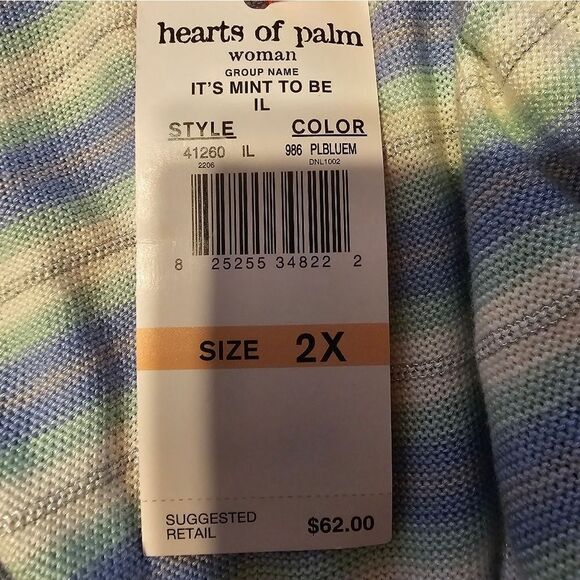 hearts of palm
woman
GROUP NAME
IT'S MINT TO BE
IL
STYLE COLOR
41260 IL 986 PLBLUEM
2206 DNL1002
8 25255 34822 2
SIZE 2X
SUGGESTED
RETAIL $62.00